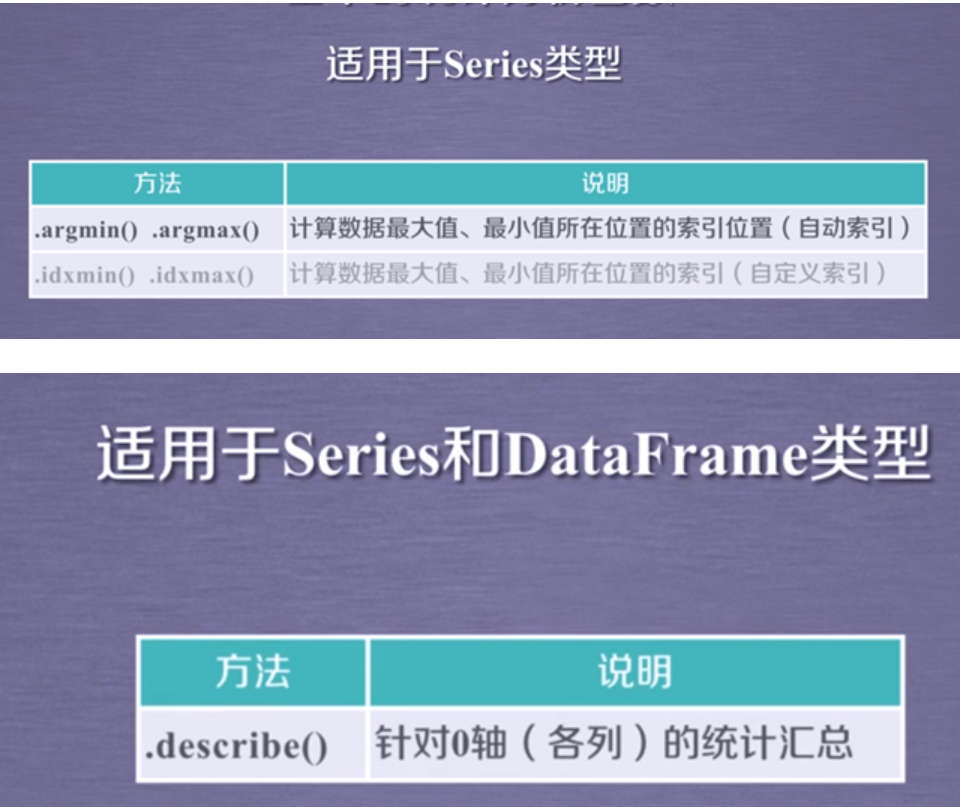 适用于Series类型
方法 说明
.argmin() .argmax() 计算数据最大值、最小值所在位置的索引位置（自动索引）
.idxmin() .idxmax() 计算数据最大值、最小值所在位置的索引（自定义索引）
适用于Series和DataFrame类型
方法 说明
.describe() 针对0轴（各列）的统计汇总